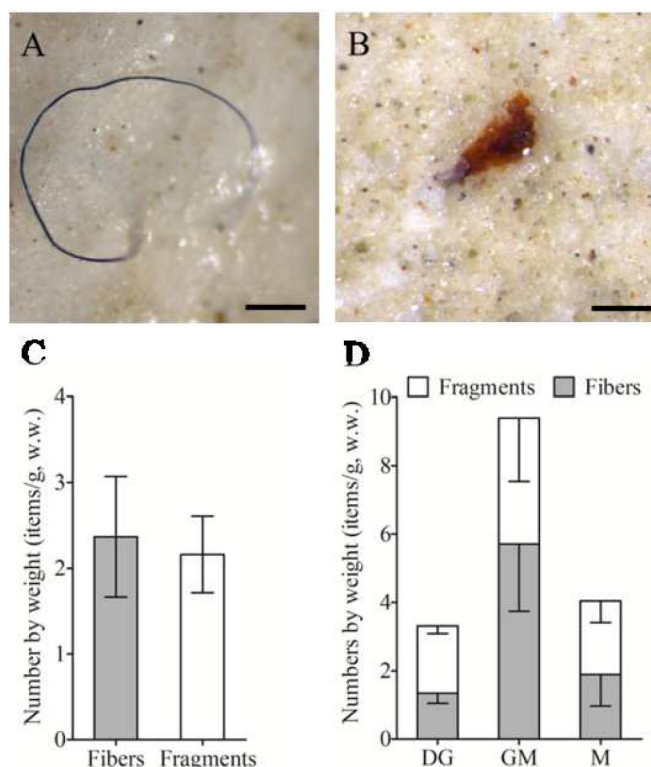 A
B
C
Number by weight (items/g, w.w.)
4
3
2
1
0
Fibers Fragments
D
Fragments Fibers
Numbers by weight (items/g, w.w.)
10
8
6
4
2
0
DG GM M